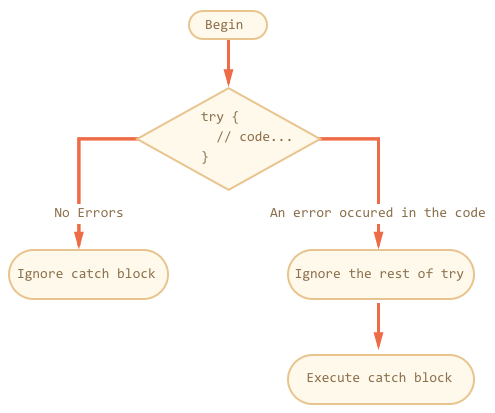 Begin
try {
  // code...
}
No Errors
An error occured in the code
Ignore catch block
Ignore the rest of try
Execute catch block